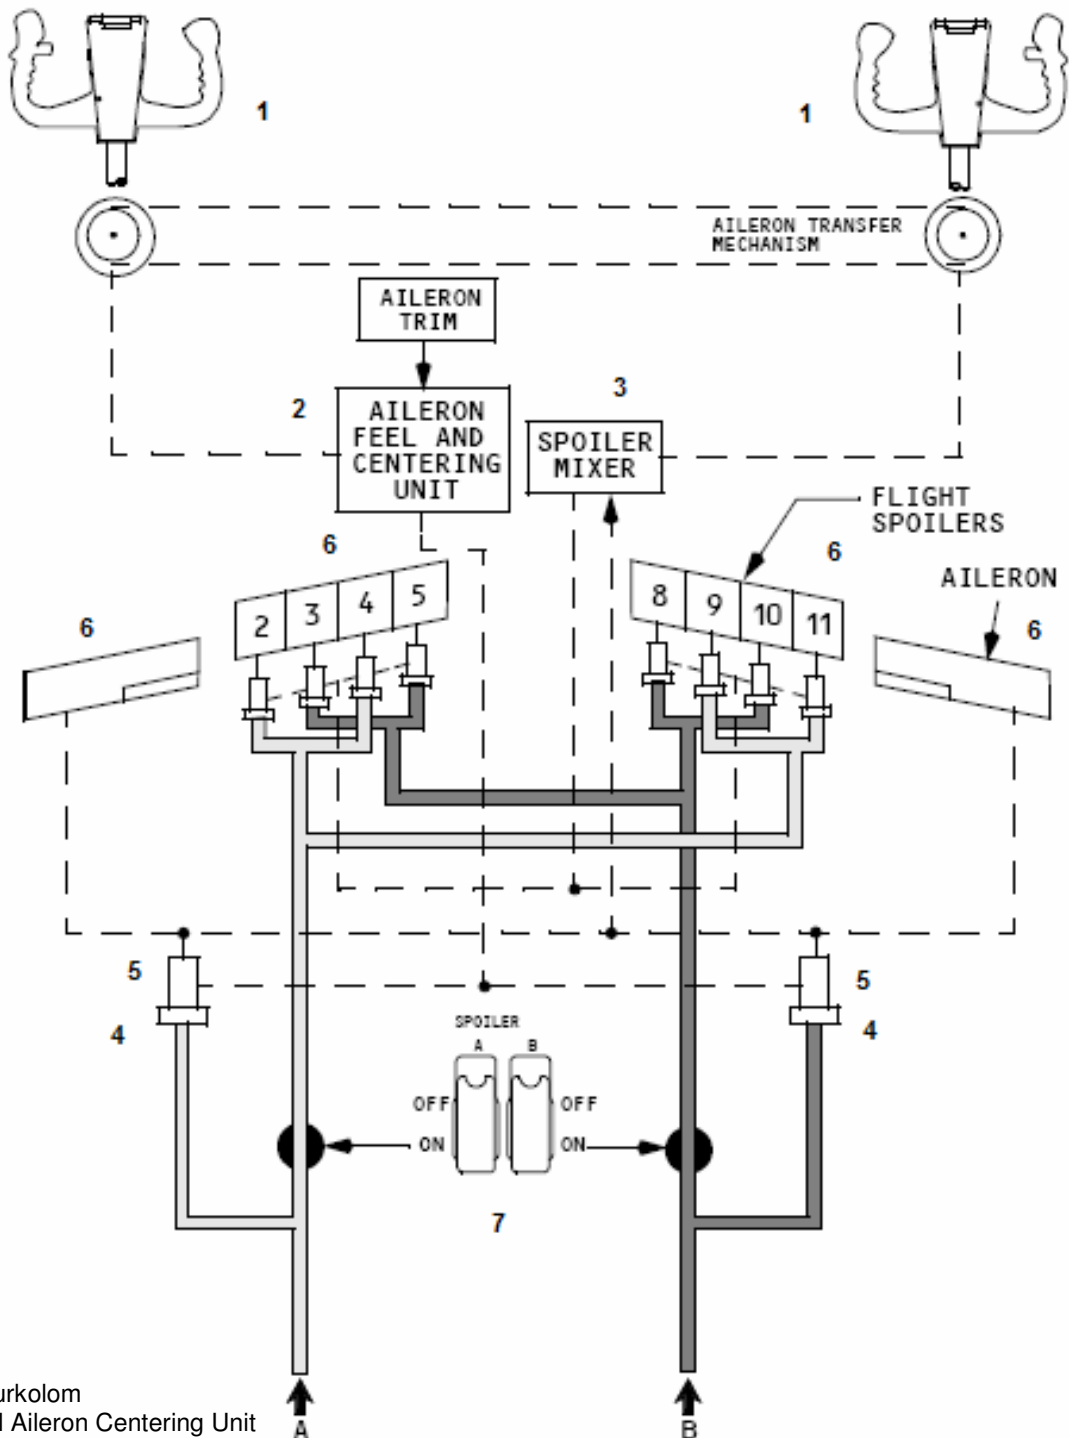 1
1
AILERON TRANSFER
MECHANISM
AILERON
TRIM
2
AILERON
FEEL AND
CENTERING
UNIT
3
SPOILER
MIXER
FLIGHT
SPOILERS
6
6
AILERON
6
6
2
3
4
5
8
9
10
11
5
5
4
4
SPOILER
A
B
OFF
OFF
ON
ON
7
A
B
Aileron Centering Unit